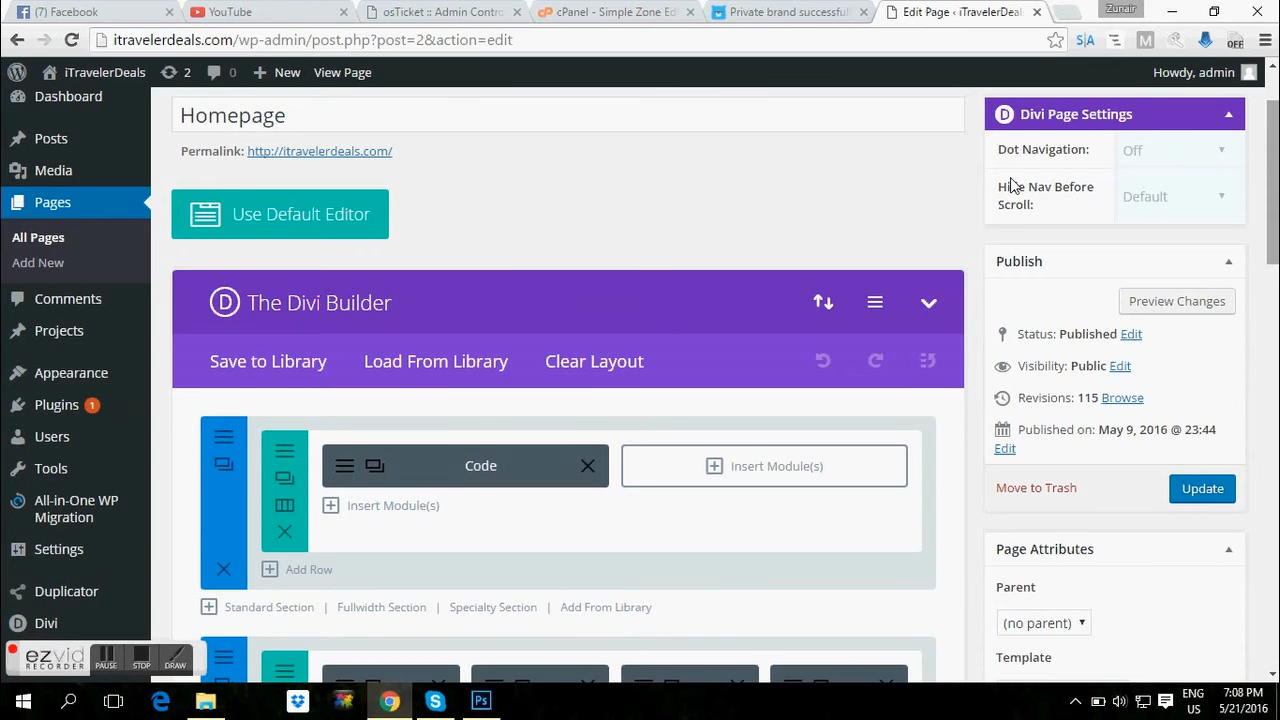 (3) Facebook
YouTube
osTicket :: Admin Contro
cPanel - Simple Zone Edi
Private brand successful
Edit Page ‹ iTravelerDeal
Zunair
itravelerdeals.com/wp-admin/post.php?post=2&action=edit
S|A
M
OFF
iTravelerDeals
2
0
New
View Page
Howdy, admin
Dashboard
Posts
Media
Pages
All Pages
Add New
Comments
Projects
Appearance
Plugins 1
Users
Tools
All-in-One WP
Migration
Settings
Duplicator
Divi
Homepage
Permalink: http://itravelerdeals.com/
Use Default Editor
D The Divi Builder
Save to Library
Load From Library
Clear Layout
Code
Insert Module(s)
Insert Module(s)
Add Row
Standard Section | Fullwidth Section | Specialty Section | Add From Library
D Divi Page Settings
Dot Navigation:
Off
Hide Nav Before
Scroll:
Default
Publish
Preview Changes
Status: Published Edit
Visibility: Public Edit
Revisions: 115 Browse
Published on: May 9, 2016 @ 23:44
Edit
Move to Trash
Update
Page Attributes
Parent
(no parent)
Template
ezvid
RECORDER
PAUSE
STOP
DRAW
ENG
US
7:08 PM
5/21/2016